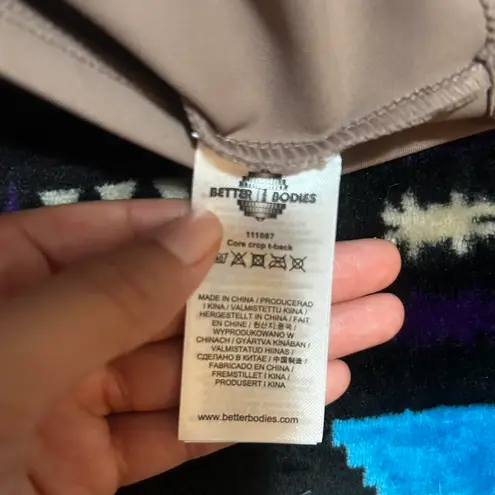 BETTER BODIES
111087
Core crop t-back
MADE IN CHINA / PRODUCERAD
I KINA / VALMISTETTU KIINA /
HERGESTELLT IN CHINA / FAIT
EN CHINE / 원산지:중국 /
WYPRODUKOWANO W
CHINACH / GYÁRTVA KÍNÁBAN /
VALMISTATUD HIINAS /
СДЕЛАНО В КИТАЕ / 中国制造 /
FABRICADO EN CHINA /
FREMSTILLET I KINA /
PRODUSERT I KINA
www.betterbodies.com